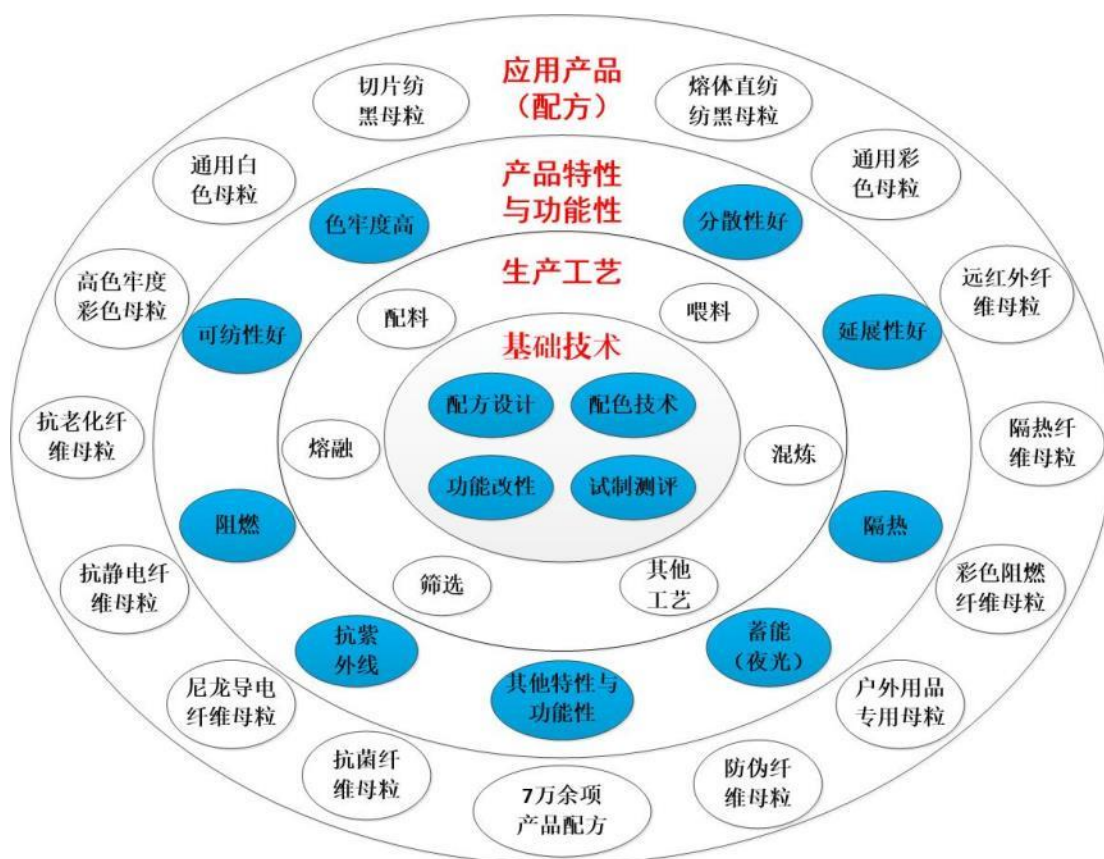 应用产品
（配方）
切片纺
黑母粒
熔体直纺
纺黑母粒
通用白
色母粒
通用彩
色母粒
高色牢度
彩色母粒
远红外纤
维母粒
抗老化纤
维母粒
隔热纤
维母粒
抗静电纤
维母粒
彩色阻燃
纤维母粒
尼龙导电
纤维母粒
户外用品
专用母粒
抗菌纤
维母粒
7万余项
产品配方
防伪纤
维母粒
产品特性
与功能性
色牢度高
分散性好
可纺性好
延展性好
阻燃
隔热
抗紫
外线
其他特性与
功能性
蓄能
（夜光）
生产工艺
配料
喂料
熔融
混炼
筛选
其他
工艺
基础技术
配方设计
配色技术
功能改性
试制测评